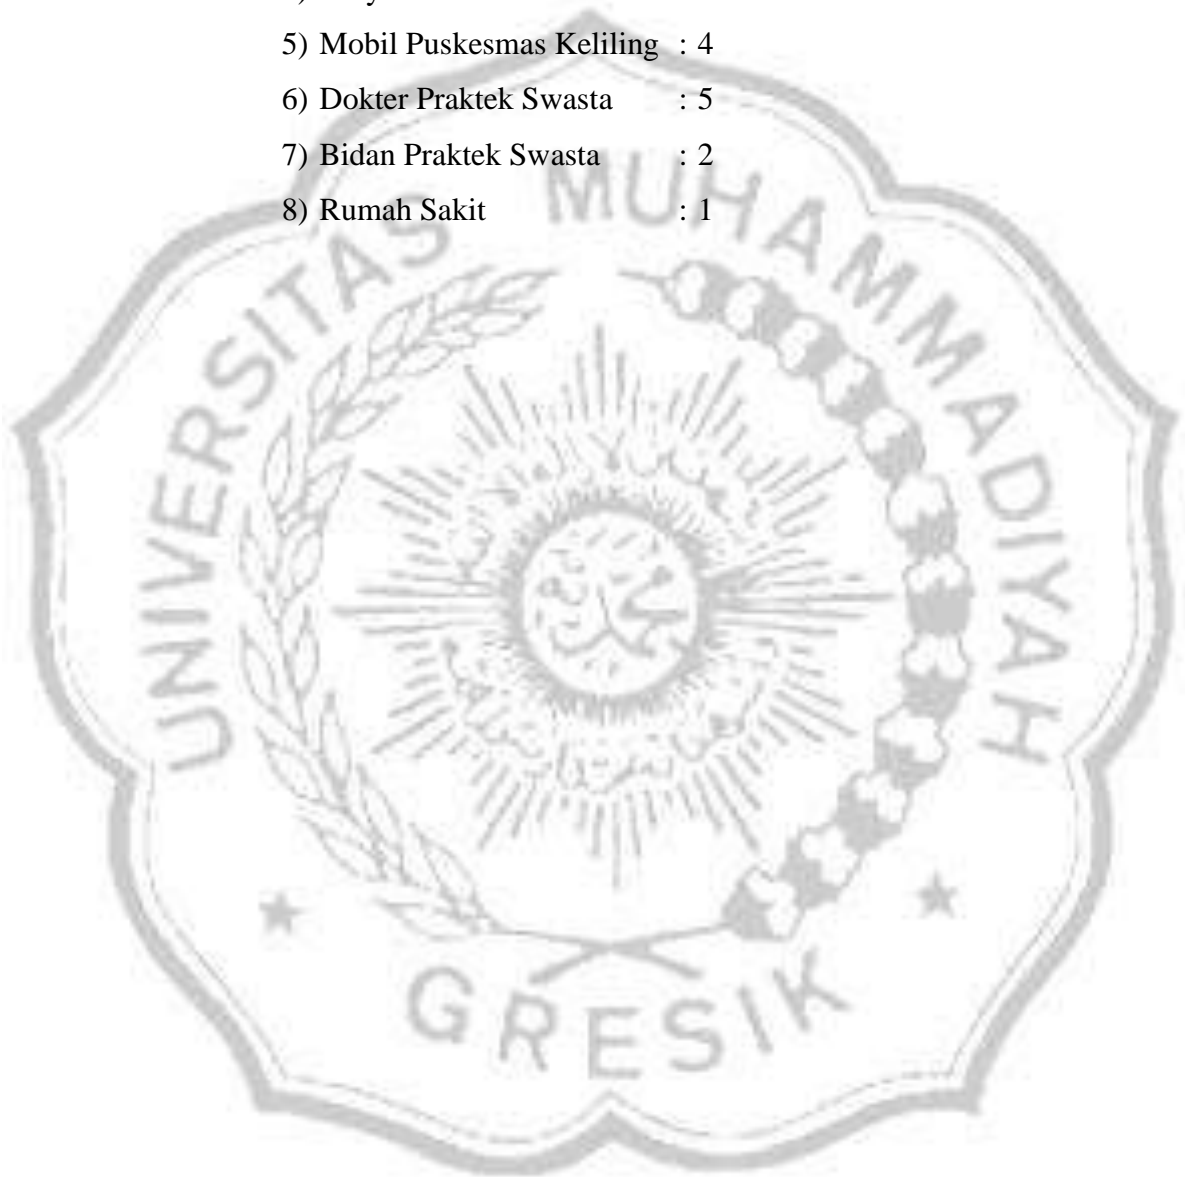 5) Mobil Puskesmas Keliling : 4
6) Dokter Praktek Swasta : 5
7) Bidan Praktek Swasta : 2
8) Rumah Sakit : 1
UNIVERSITAS MUHAMMADIYAH
GRESIK